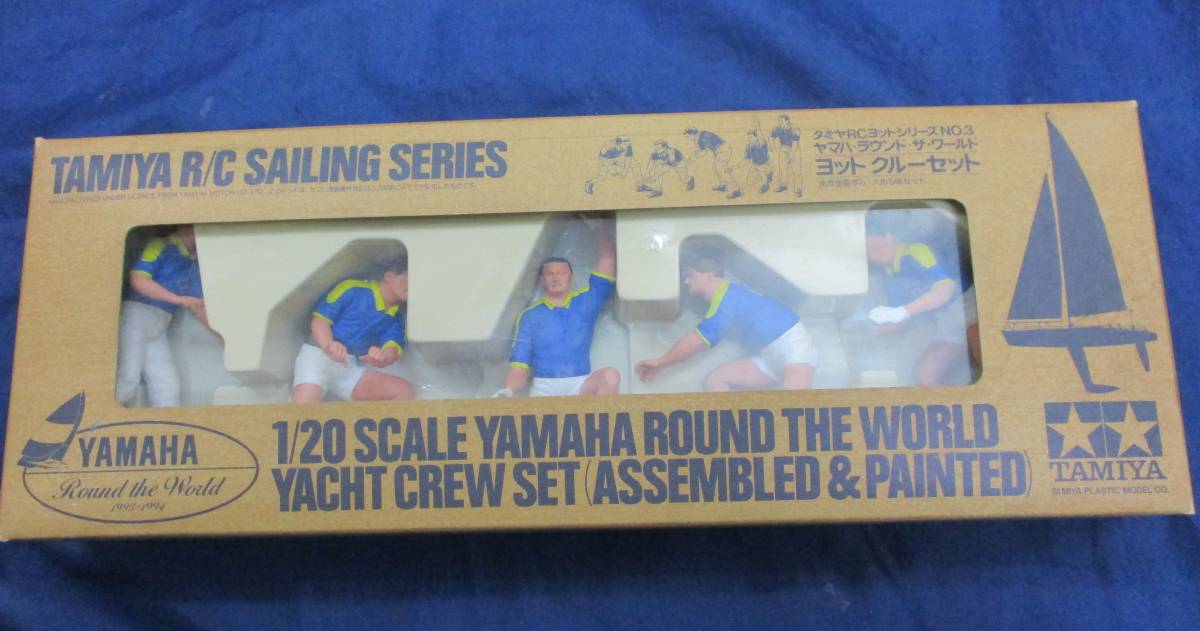 TAMIYA R/C SAILING SERIES
タミヤRCヨットシリーズNO.3
ヤマハ・ラウンド・ザ・ワールド
ヨット クルーセット
YAMAHA
Round the World
1993-1994
1/20 SCALE YAMAHA ROUND THE WORLD
YACHT CREW SET (ASSEMBLED & PAINTED)
TAMIYA
TAMIYA PLASTIC MODEL CO.